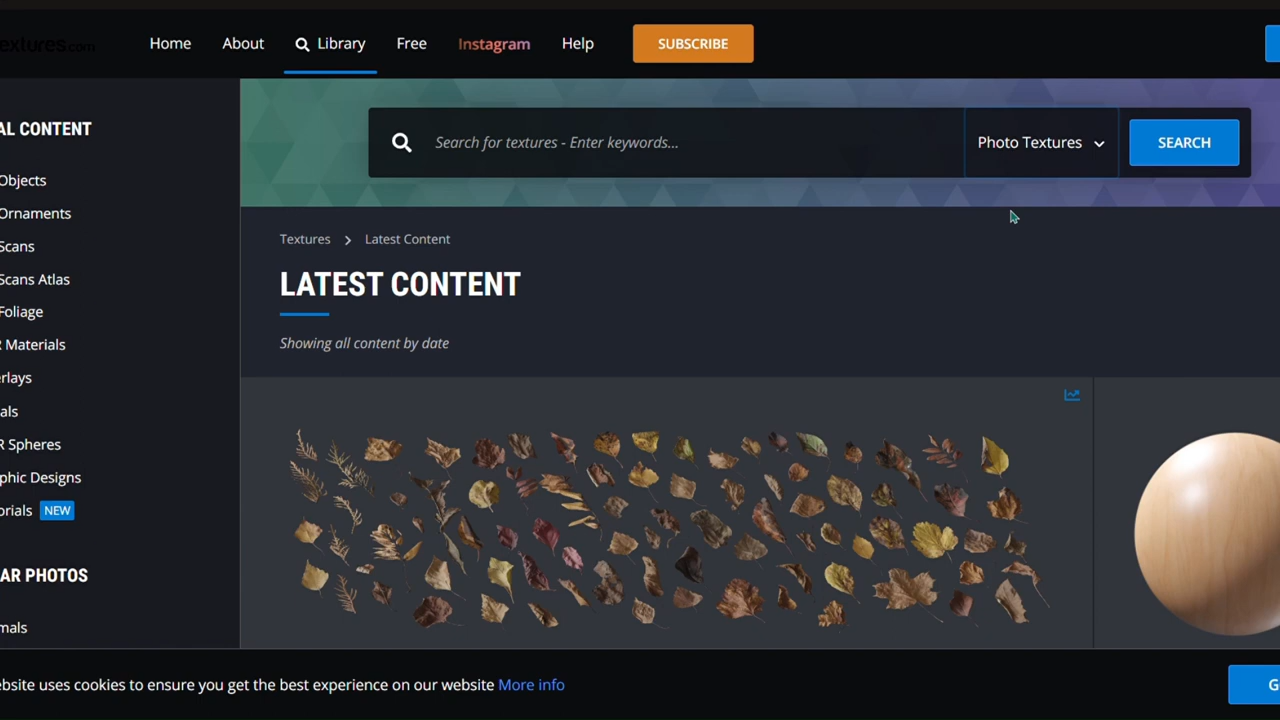 extures.com
Home About Library Free Instagram Help SUBSCRIBE
AL CONTENT
Objects
Ornaments
Scans
Scans Atlas
Foliage
R Materials
erlays
als
R Spheres
phic Designs
orials NEW
AR PHOTOS
mals
Search for textures - Enter keywords...
Photo Textures
SEARCH
Textures Latest Content
LATEST CONTENT
Showing all content by date
ebsite uses cookies to ensure you get the best experience on our website More info
G